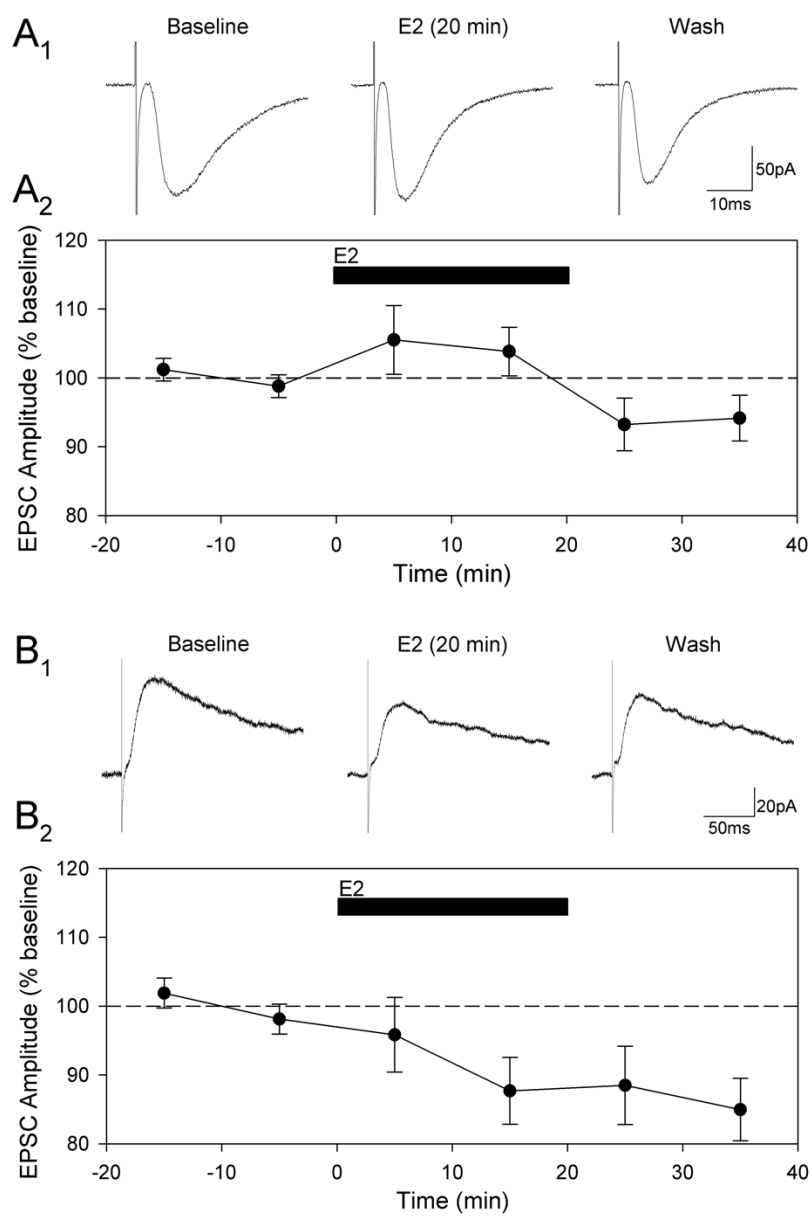 A1
Baseline E2 (20 min) Wash
50pA
10ms
A2
120
110
100
90
80
EPSC Amplitude (% baseline)
E2
-20 -10 0 10 20 30 40
Time (min)
B1
Baseline E2 (20 min) Wash
20pA
50ms
B2
120
110
100
90
80
EPSC Amplitude (% baseline)
E2
-20 -10 0 10 20 30 40
Time (min)